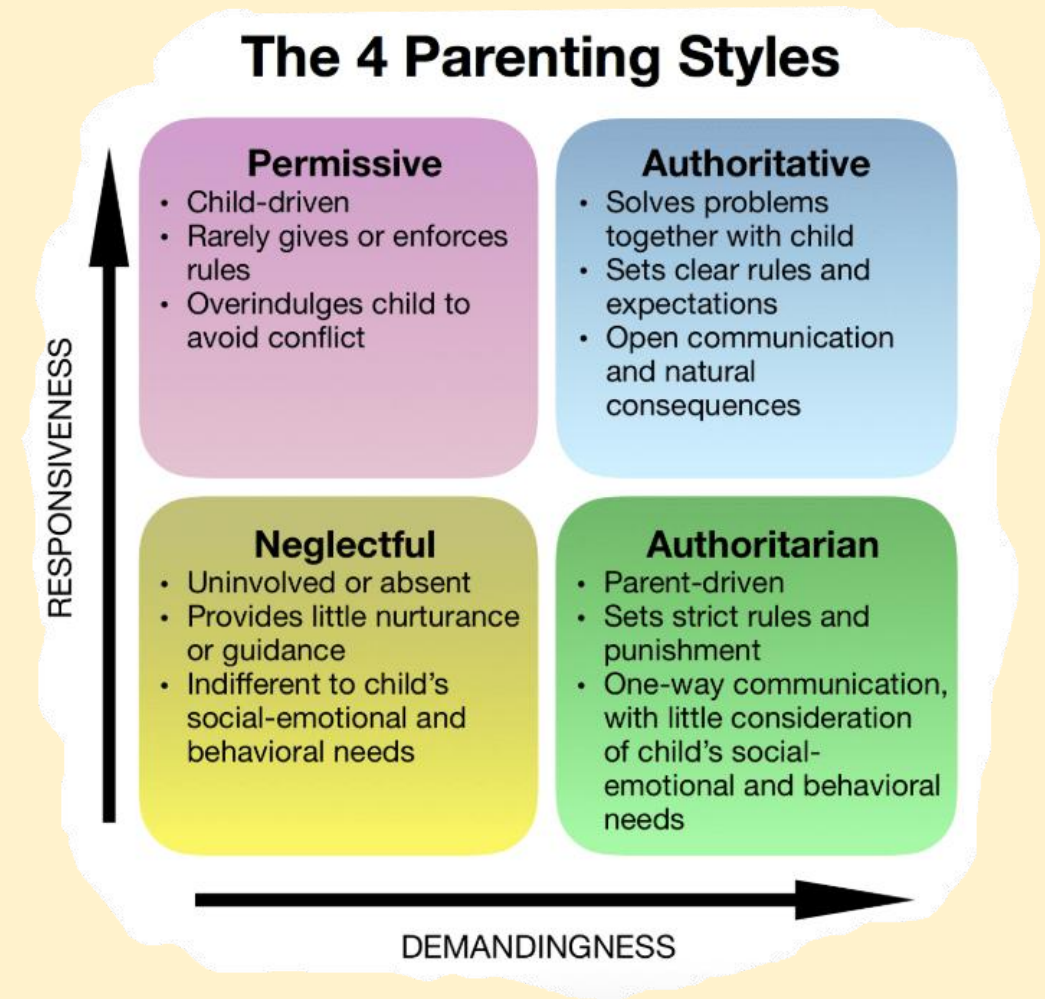 The 4 Parenting Styles
Permissive
• Child-driven
• Rarely gives or enforces
rules
• Overindulges child to
avoid conflict
Authoritative
• Solves problems
together with child
• Sets clear rules and
expectations
• Open communication
and natural
consequences
RESPONSIVENESS
Neglectful
• Uninvolved or absent
• Provides little nurturance
or guidance
• Indifferent to child’s
social-emotional and
behavioral needs
Authoritarian
• Parent-driven
• Sets strict rules and
punishment
• One-way communication,
with little consideration
of child’s social-
emotional and behavioral
needs
DEMANDINGNESS